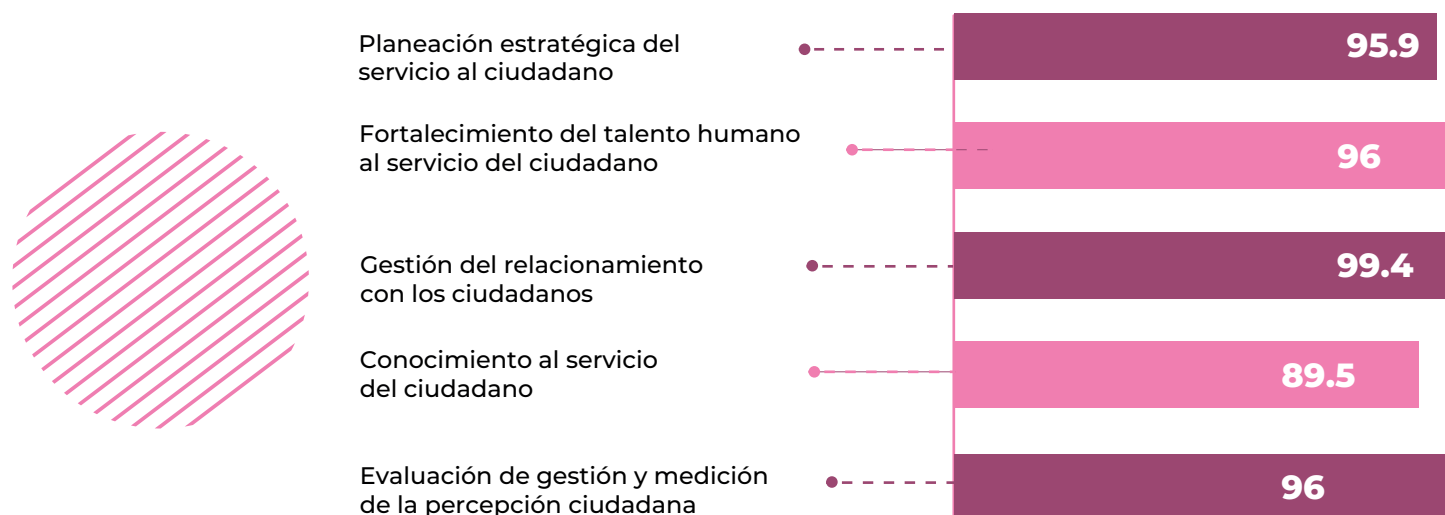 Planeación estratégica del
servicio al ciudadano
95.9
Fortalecimiento del talento humano
al servicio del ciudadano
96
Gestión del relacionamiento
con los ciudadanos
99.4
Conocimiento al servicio
del ciudadano
89.5
Evaluación de gestión y medición
de la percepción ciudadana
96